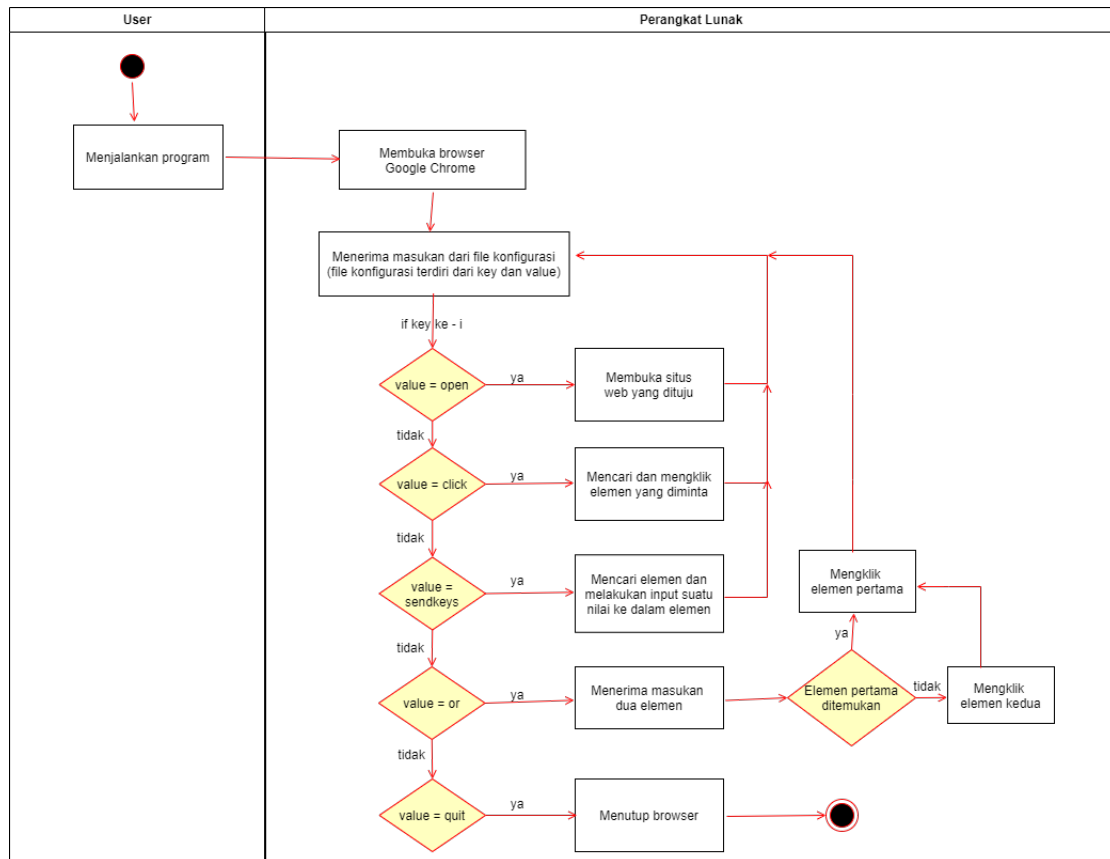 User
Perangkat Lunak
Menjalankan program
Membuka browser
Google Chrome
Menerima masukan dari file konfigurasi
(file konfigurasi terdiri dari key dan value)
if key ke - i
value = open
ya
Membuka situs
web yang dituju
tidak
value = click
ya
Mencari dan mengklik
elemen yang diminta
tidak
value =
sendkeys
ya
Mencari elemen dan
melakukan input suatu
nilai ke dalam elemen
Mengklik
elemen pertama
ya
tidak
value = or
ya
Menerima masukan
dua elemen
Elemen pertama
ditemukan
tidak
Mengklik
elemen kedua
tidak
value = quit
ya
Menutup browser